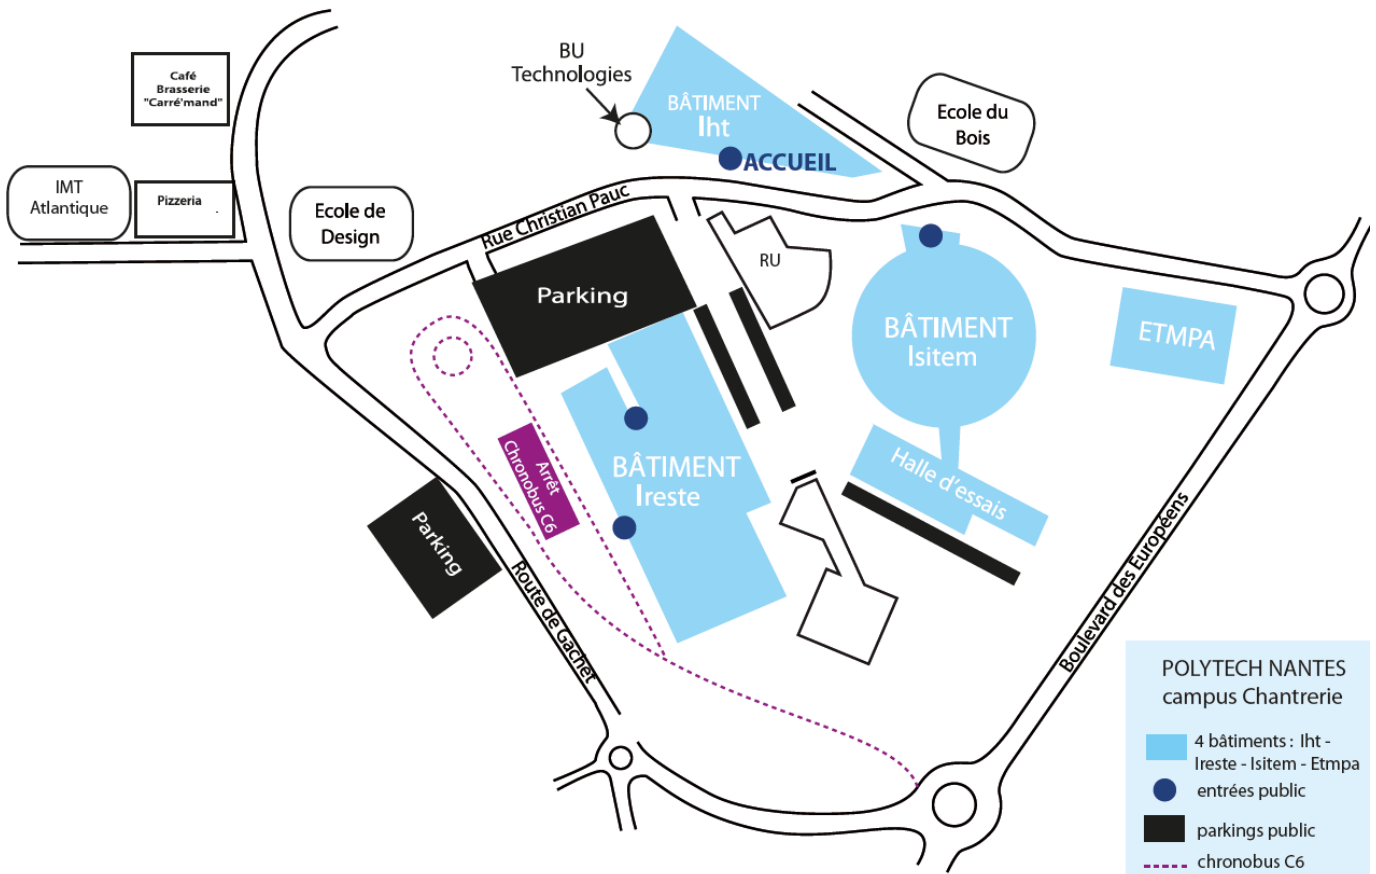 Café
Brasserie
"Carré'mand"
IMT
Atlantique
Pizzeria
.
Ecole de
Design
BU
Technologies
BÂTIMENT
Iht
ACCUEIL
Ecole du
Bois
Rue Christian Pauc
Parking
RU
BÂTIMENT
Isitem
ETMPA
Arrêt
Chronobus C6
BÂTIMENT
Ireste
Halle d'essais
Parking
Route de Gachet
Boulevard des Européens
POLYTECH NANTES
campus Chantrerie
4 bâtiments : Iht -
Ireste - Isitem - Etmpa
entrées public
parkings public
chronobus C6